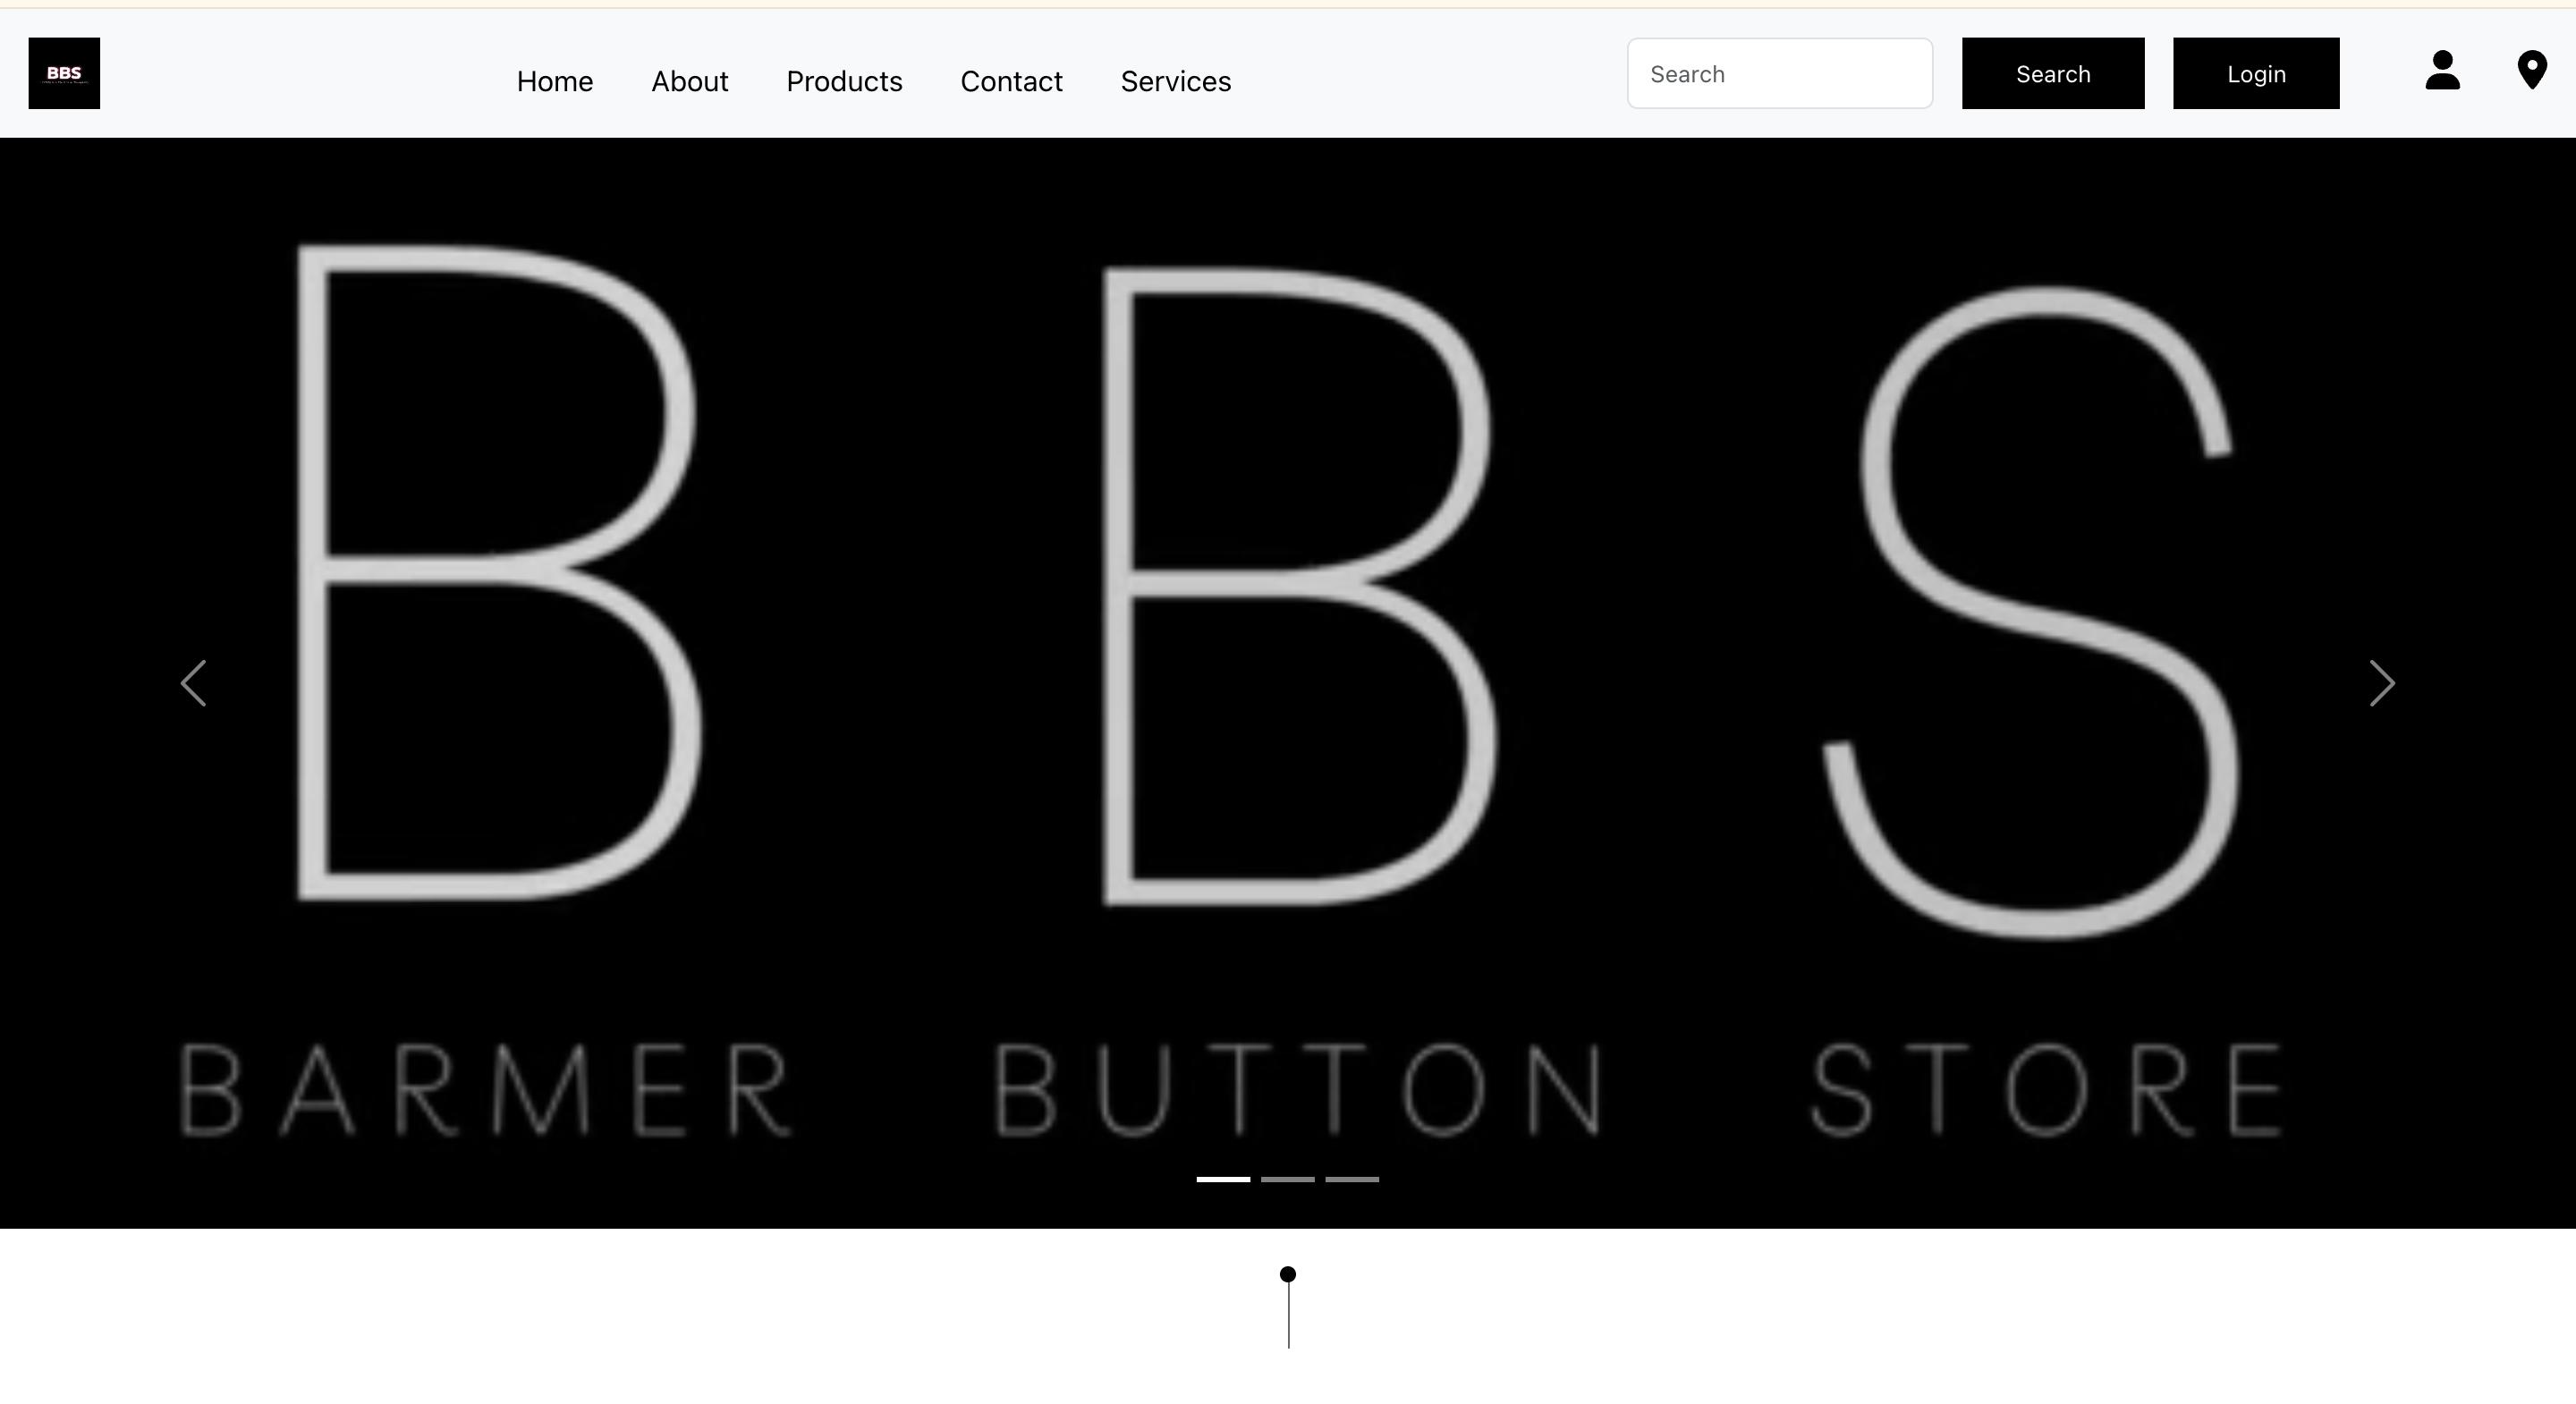 BBS
Home About Products Contact Services Search Search Login
B B S
BARMER BUTTON STORE